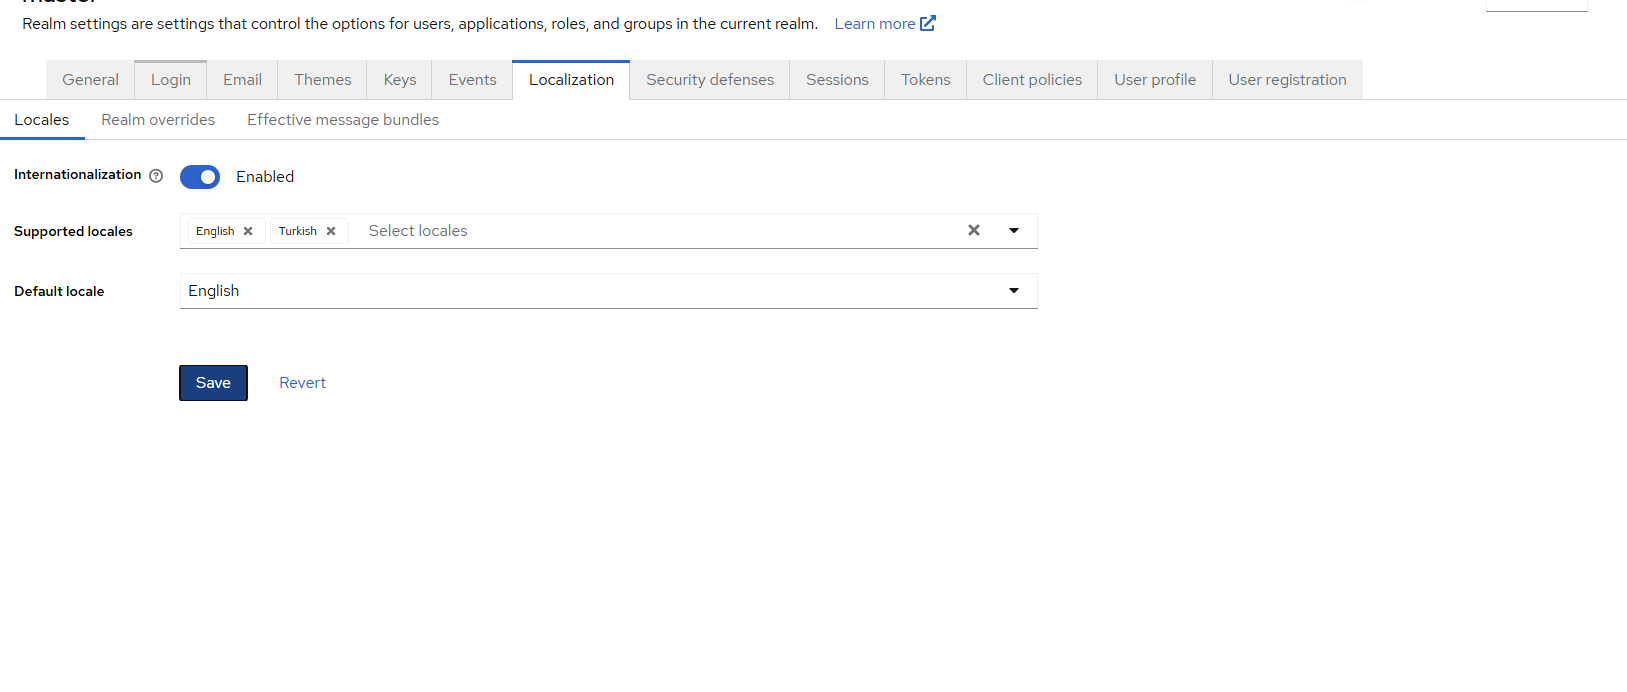 Realm settings are settings that control the options for users, applications, roles, and groups in the current realm. Learn more
General Login Email Themes Keys Events Localization Security defenses Sessions Tokens Client policies User profile User registration
Locales Realm overrides Effective message bundles
Internationalization Enabled
Supported locales English Turkish Select locales
Default locale English
Save Revert